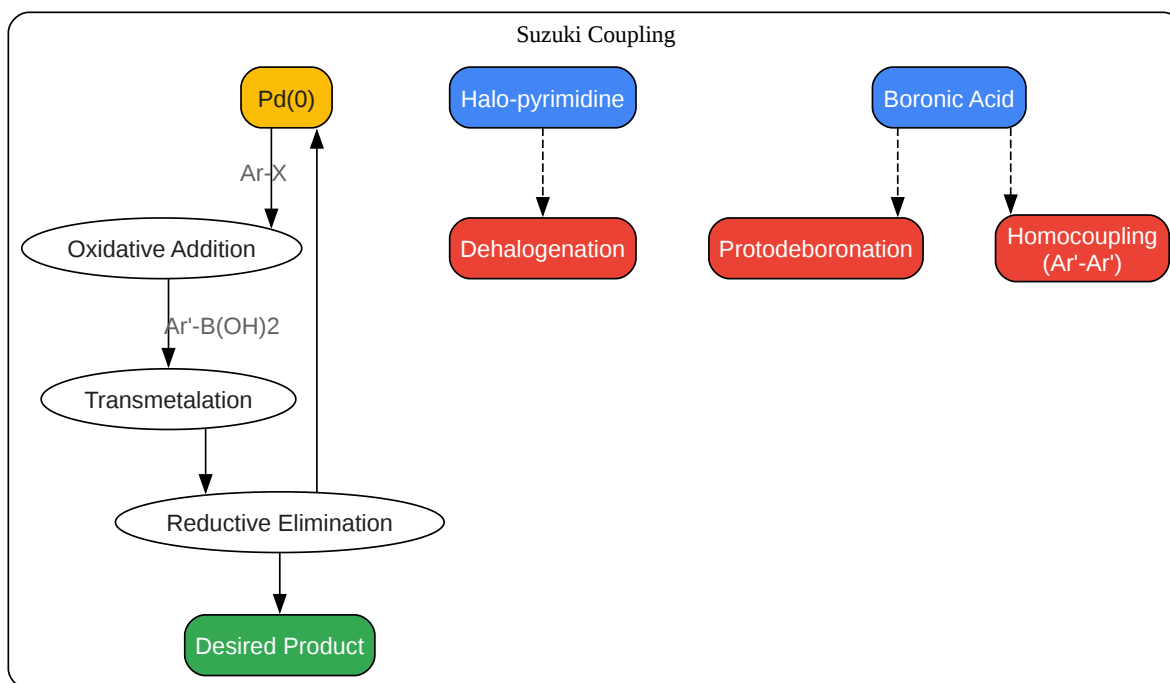 Suzuki Coupling
Pd(0)
Halo-pyrimidine
Boronic Acid
Ar-X
Oxidative Addition
Dehalogenation
Protodeboronation
Homocoupling
(Ar'-Ar')
Ar'-B(OH)2
Transmetalation
Reductive Elimination
Desired Product